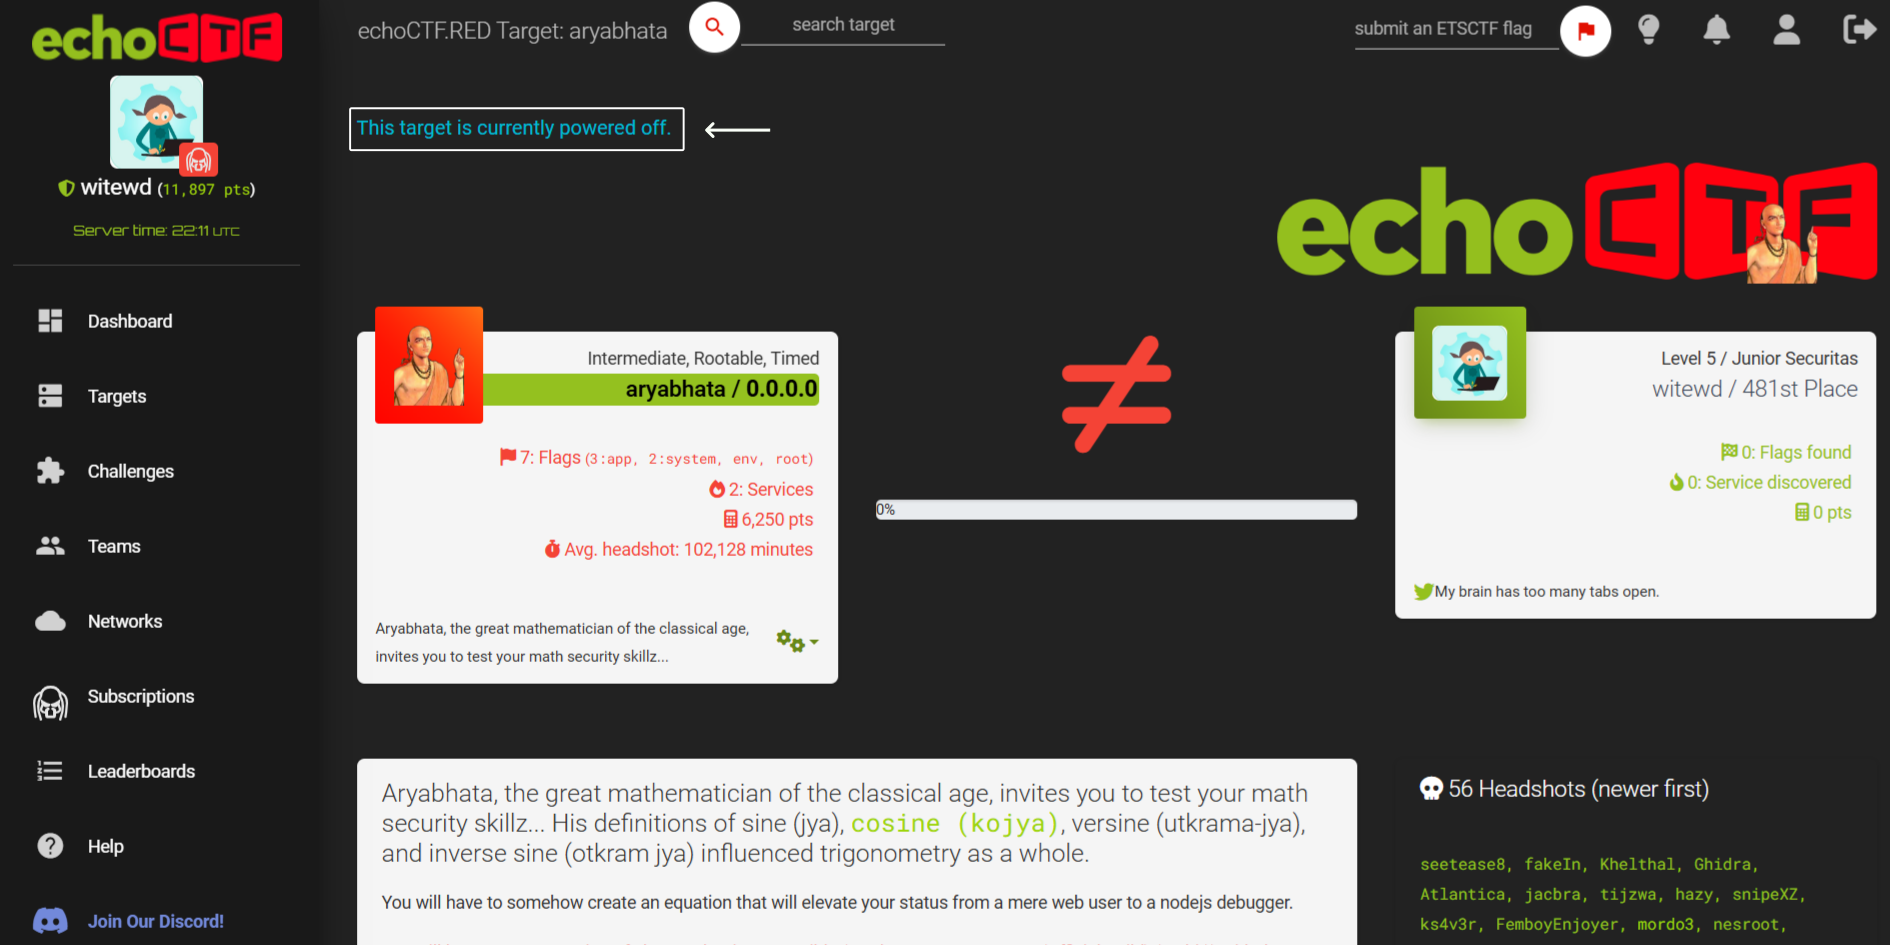 echoCTF
witewd (11,897 pts)
Server time: 22:11 UTC
Dashboard
Targets
Challenges
Teams
Networks
Subscriptions
Leaderboards
Help
Join Our Discord!
echoCTF.RED Target: aryabhata
search target
submit an ETSCTF flag
This target is currently powered off.
echoCTF
Intermediate, Rootable, Timed
aryabhata / 0.0.0.0
7: Flags (3:app, 2:system, env, root)
2: Services
6,250 pts
Avg. headshot: 102,128 minutes
Aryabhata, the great mathematician of the classical age,
invites you to test your math security skillz...
0%
Level 5 / Junior Securitas
witewd / 481st Place
0: Flags found
0: Service discovered
0 pts
My brain has too many tabs open.
Aryabhata, the great mathematician of the classical age, invites you to test your math
security skillz... His definitions of sine (jya), cosine (kojya), versine (utkrama-jya),
and inverse sine (otkram jya) influenced trigonometry as a whole.
You will have to somehow create an equation that will elevate your status from a mere web user to a nodejs debugger.
56 Headshots (newer first)
seetease8, fakeIn, Khelthal, Ghidra,
Atlantica, jacbra, tijzwa, hazy, snipeXZ,
ks4v3r, FemboyEnjoyer, mordo3, nesroot,